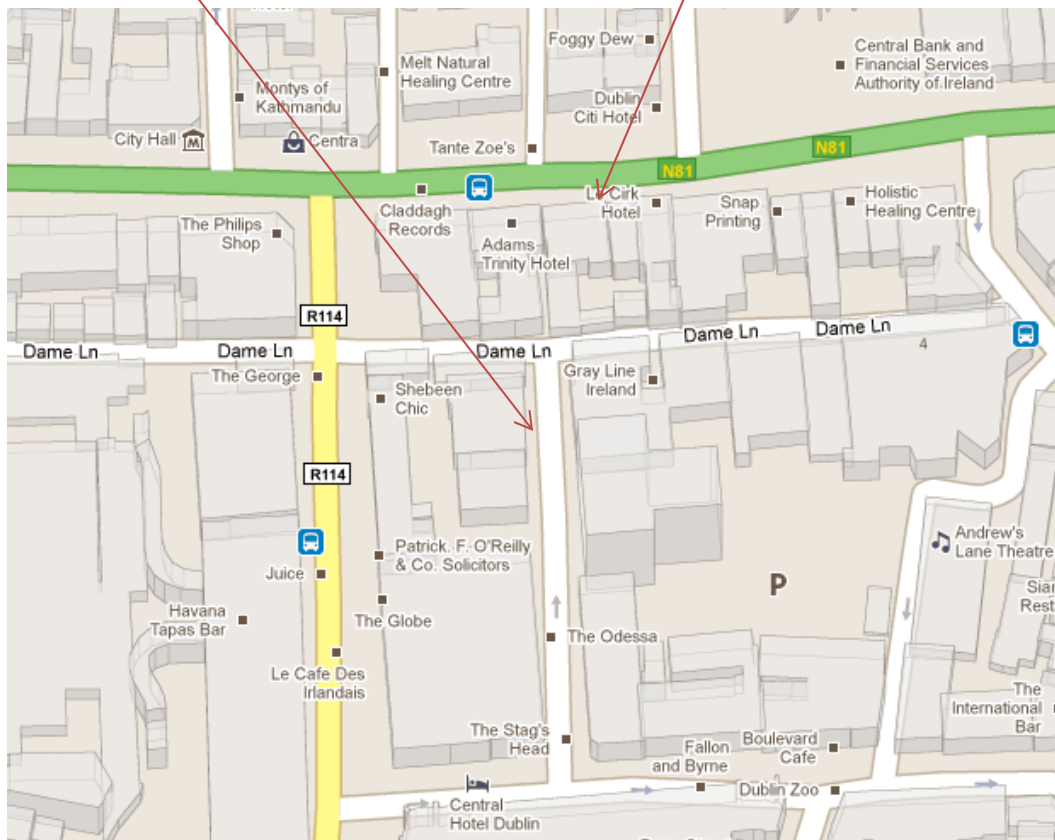 Foggy Dew
Central Bank and
Financial Services
Authority of Ireland
Melt Natural
Healing Centre
Montys of
Kathmandu
Dublin
Citi Hotel
City Hall
M
Centra
Tante Zoe's
N81
N81
Claddagh
Records
Le Cirk
Hotel
Snap
Printing
Holistic
Healing Centre
The Philips
Shop
Adams
Trinity Hotel
R114
Dame Ln
Dame Ln
Dame Ln
Dame Ln
Dame Ln
4
The George
Shebeen
Chic
Gray Line
Ireland
R114
Patrick. F. O'Reilly
& Co. Solicitors
Andrew's
Lane Theatre
Juice
P
Havana
Tapas Bar
The Globe
The Odessa
Le Cafe Des
Irlandais
The
International
Bar
The Stag's
Head
Fallon
and Byrne
Boulevard
Cafe
Dublin Zoo
Central
Hotel Dublin